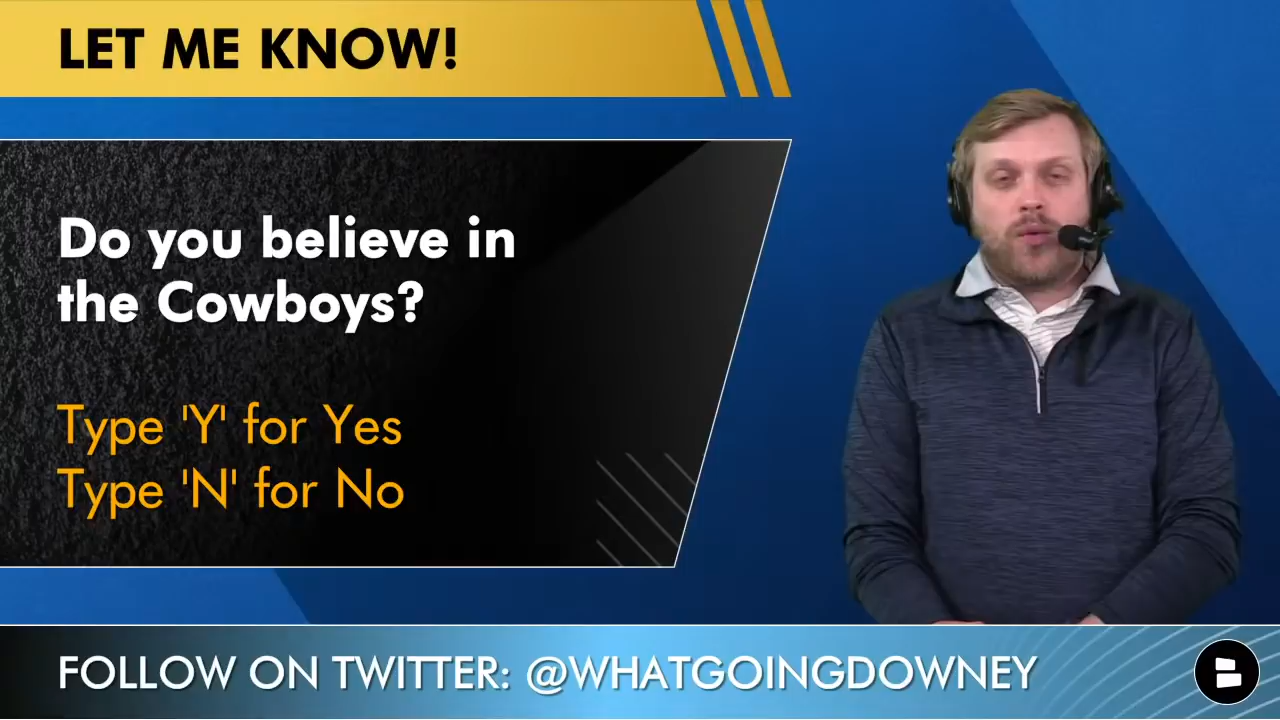 LET ME KNOW!
Do you believe in
the Cowboys?
Type 'Y' for Yes
Type 'N' for No
FOLLOW ON TWITTER: @WHATGOINGDOWNEY